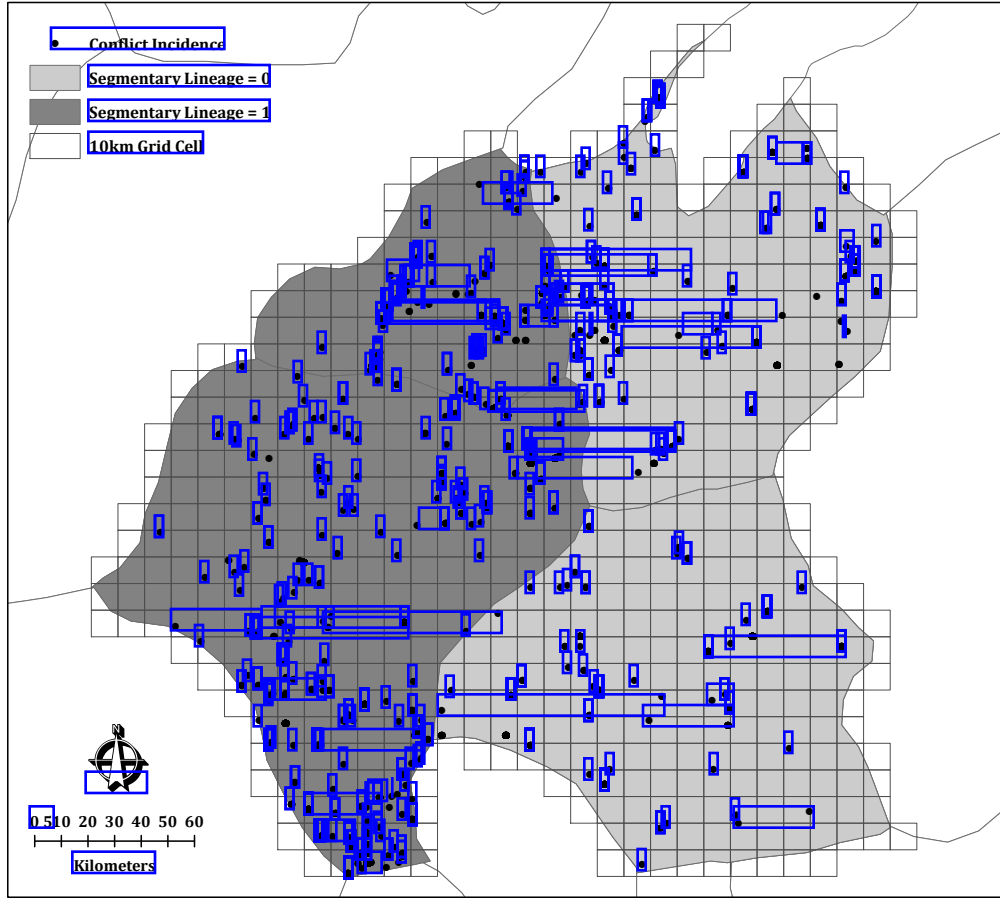 Conflict Incidence
Segmentary Lineage = 0
Segmentary Lineage = 1
10km Grid Cell
N
0 5 10 20 30 40 50 60
Kilometers